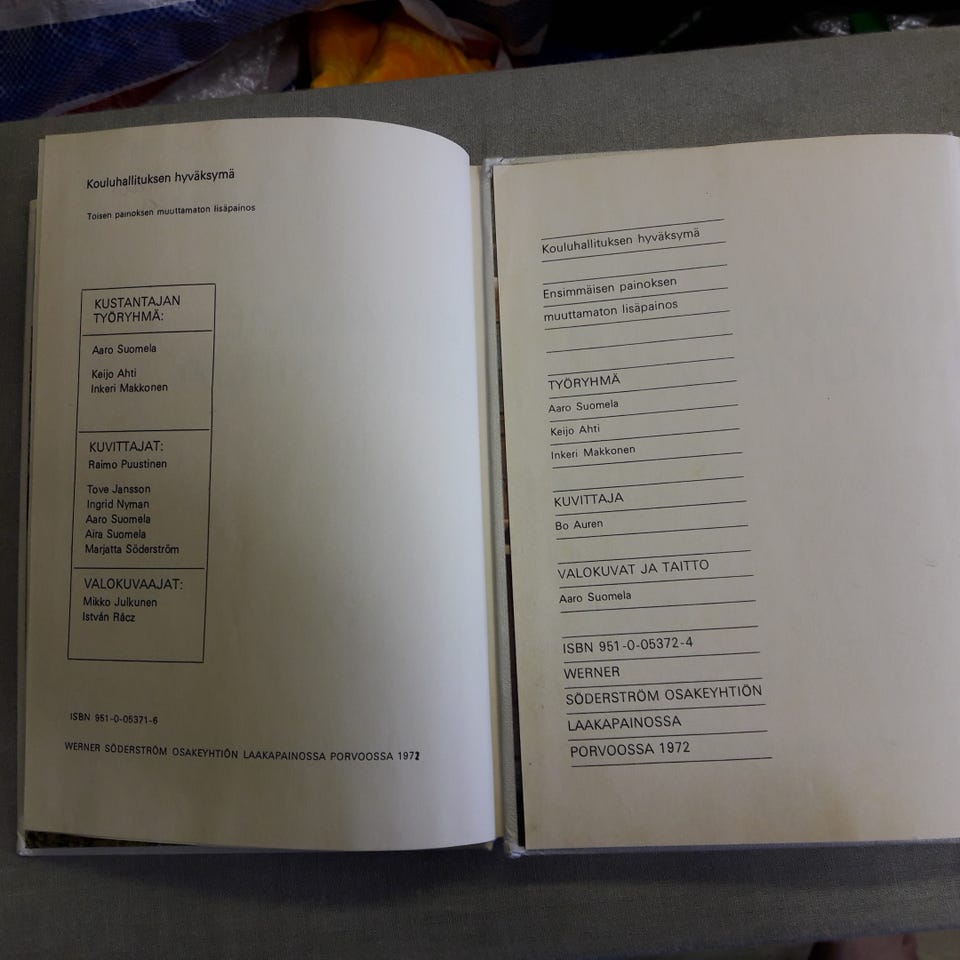 Kouluhallituksen hyväksymä
Toisen painoksen muuttamaton lisäpainos
KUSTANTAJAN
TYÖRYHMÄ:
Aaro Suomela
Keijo Ahti
Inkeri Makkonen
KUVITTAJAT:
Raimo Puustinen
Tove Jansson
Ingrid Nyman
Aaro Suomela
Aira Suomela
Marjatta Söderström
VALOKUVAAJAT:
Mikko Julkunen
István Rácz
ISBN 951-0-05371-6
WERNER SÖDERSTRÖM OSAKEYHTIÖN LAAKAPAINOSSA PORVOOSSA 1972
Kouluhallituksen hyväksymä
Ensimmäisen painoksen
muuttamaton lisäpainos
TYÖRYHMÄ
Aaro Suomela
Keijo Ahti
Inkeri Makkonen
KUVITTAJA
Bo Auren
VALOKUVAT JA TAITTO
Aaro Suomela
ISBN 951-0-05372-4
WERNER
SÖDERSTRÖM OSAKEYHTIÖN
LAAKAPAINOSSA
PORVOOSSA 1972